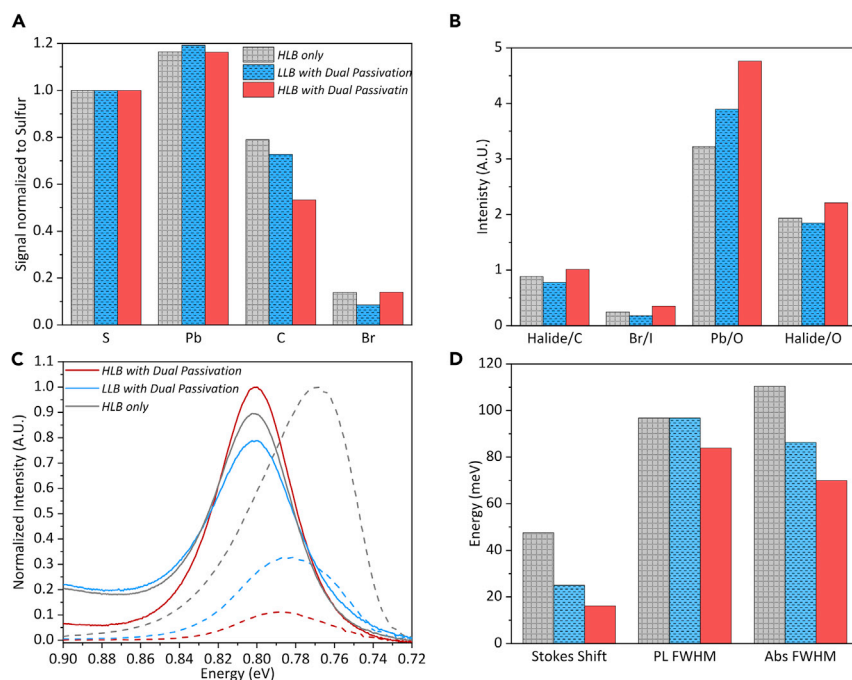 A
Signal normalized to Sulfur
1.2
1.0
0.8
0.6
0.4
0.2
0.0
HLB only
LLB with Dual Passivation
HLB with Dual Passivatin
S Pb C Br
B
Intenisty (A.U.)
5
4
3
2
1
0
Halide/C Br/I Pb/O Halide/O
C
Normalized Intensity (A.U.)
1.0
0.9
0.8
0.7
0.6
0.5
0.4
0.3
0.2
0.1
0.0
HLB with Dual Passivation
LLB with Dual Passivation
HLB only
0.90 0.88 0.86 0.84 0.82 0.80 0.78 0.76 0.74 0.72
Energy (eV)
D
Energy (meV)
120
100
80
60
40
20
0
Stokes Shift PL FWHM Abs FWHM